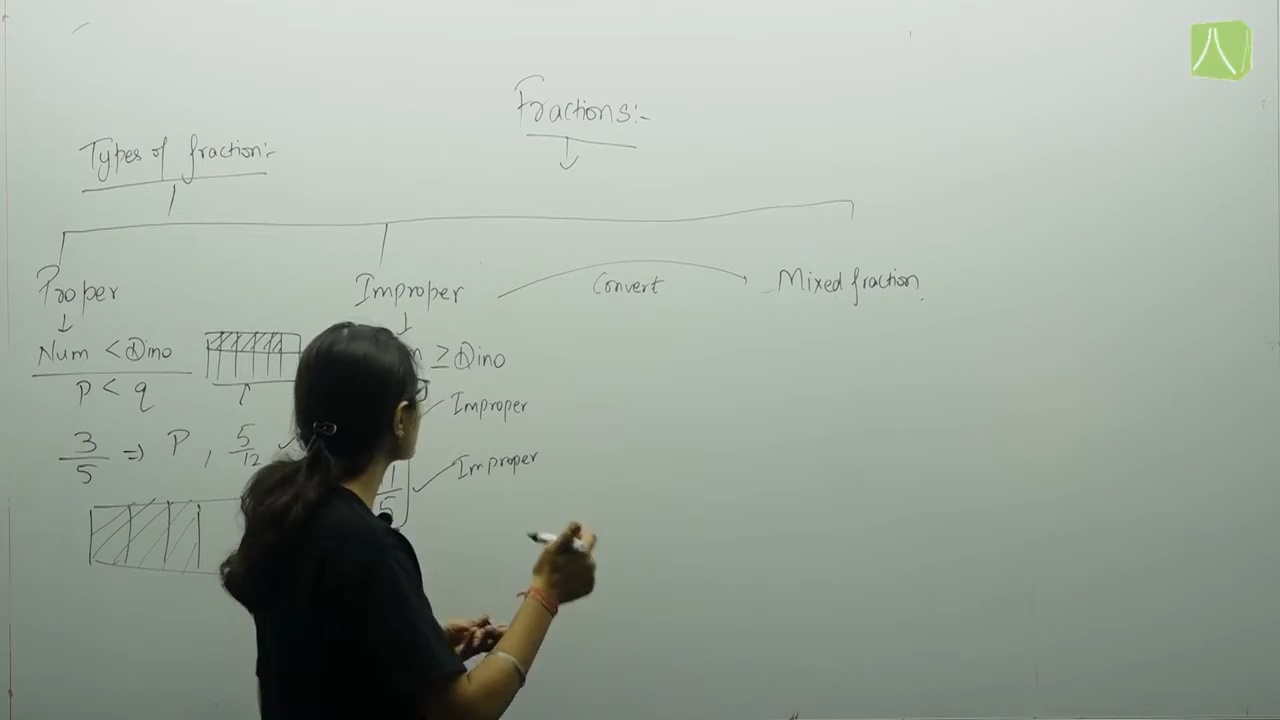 Fractions:-
Types of fraction:-
Proper
Improper
Convert
Mixed fraction
Num < Dino
≥ Dino
P < q
Improper
3/5 ⇒ P, 5/12 ✓
Improper